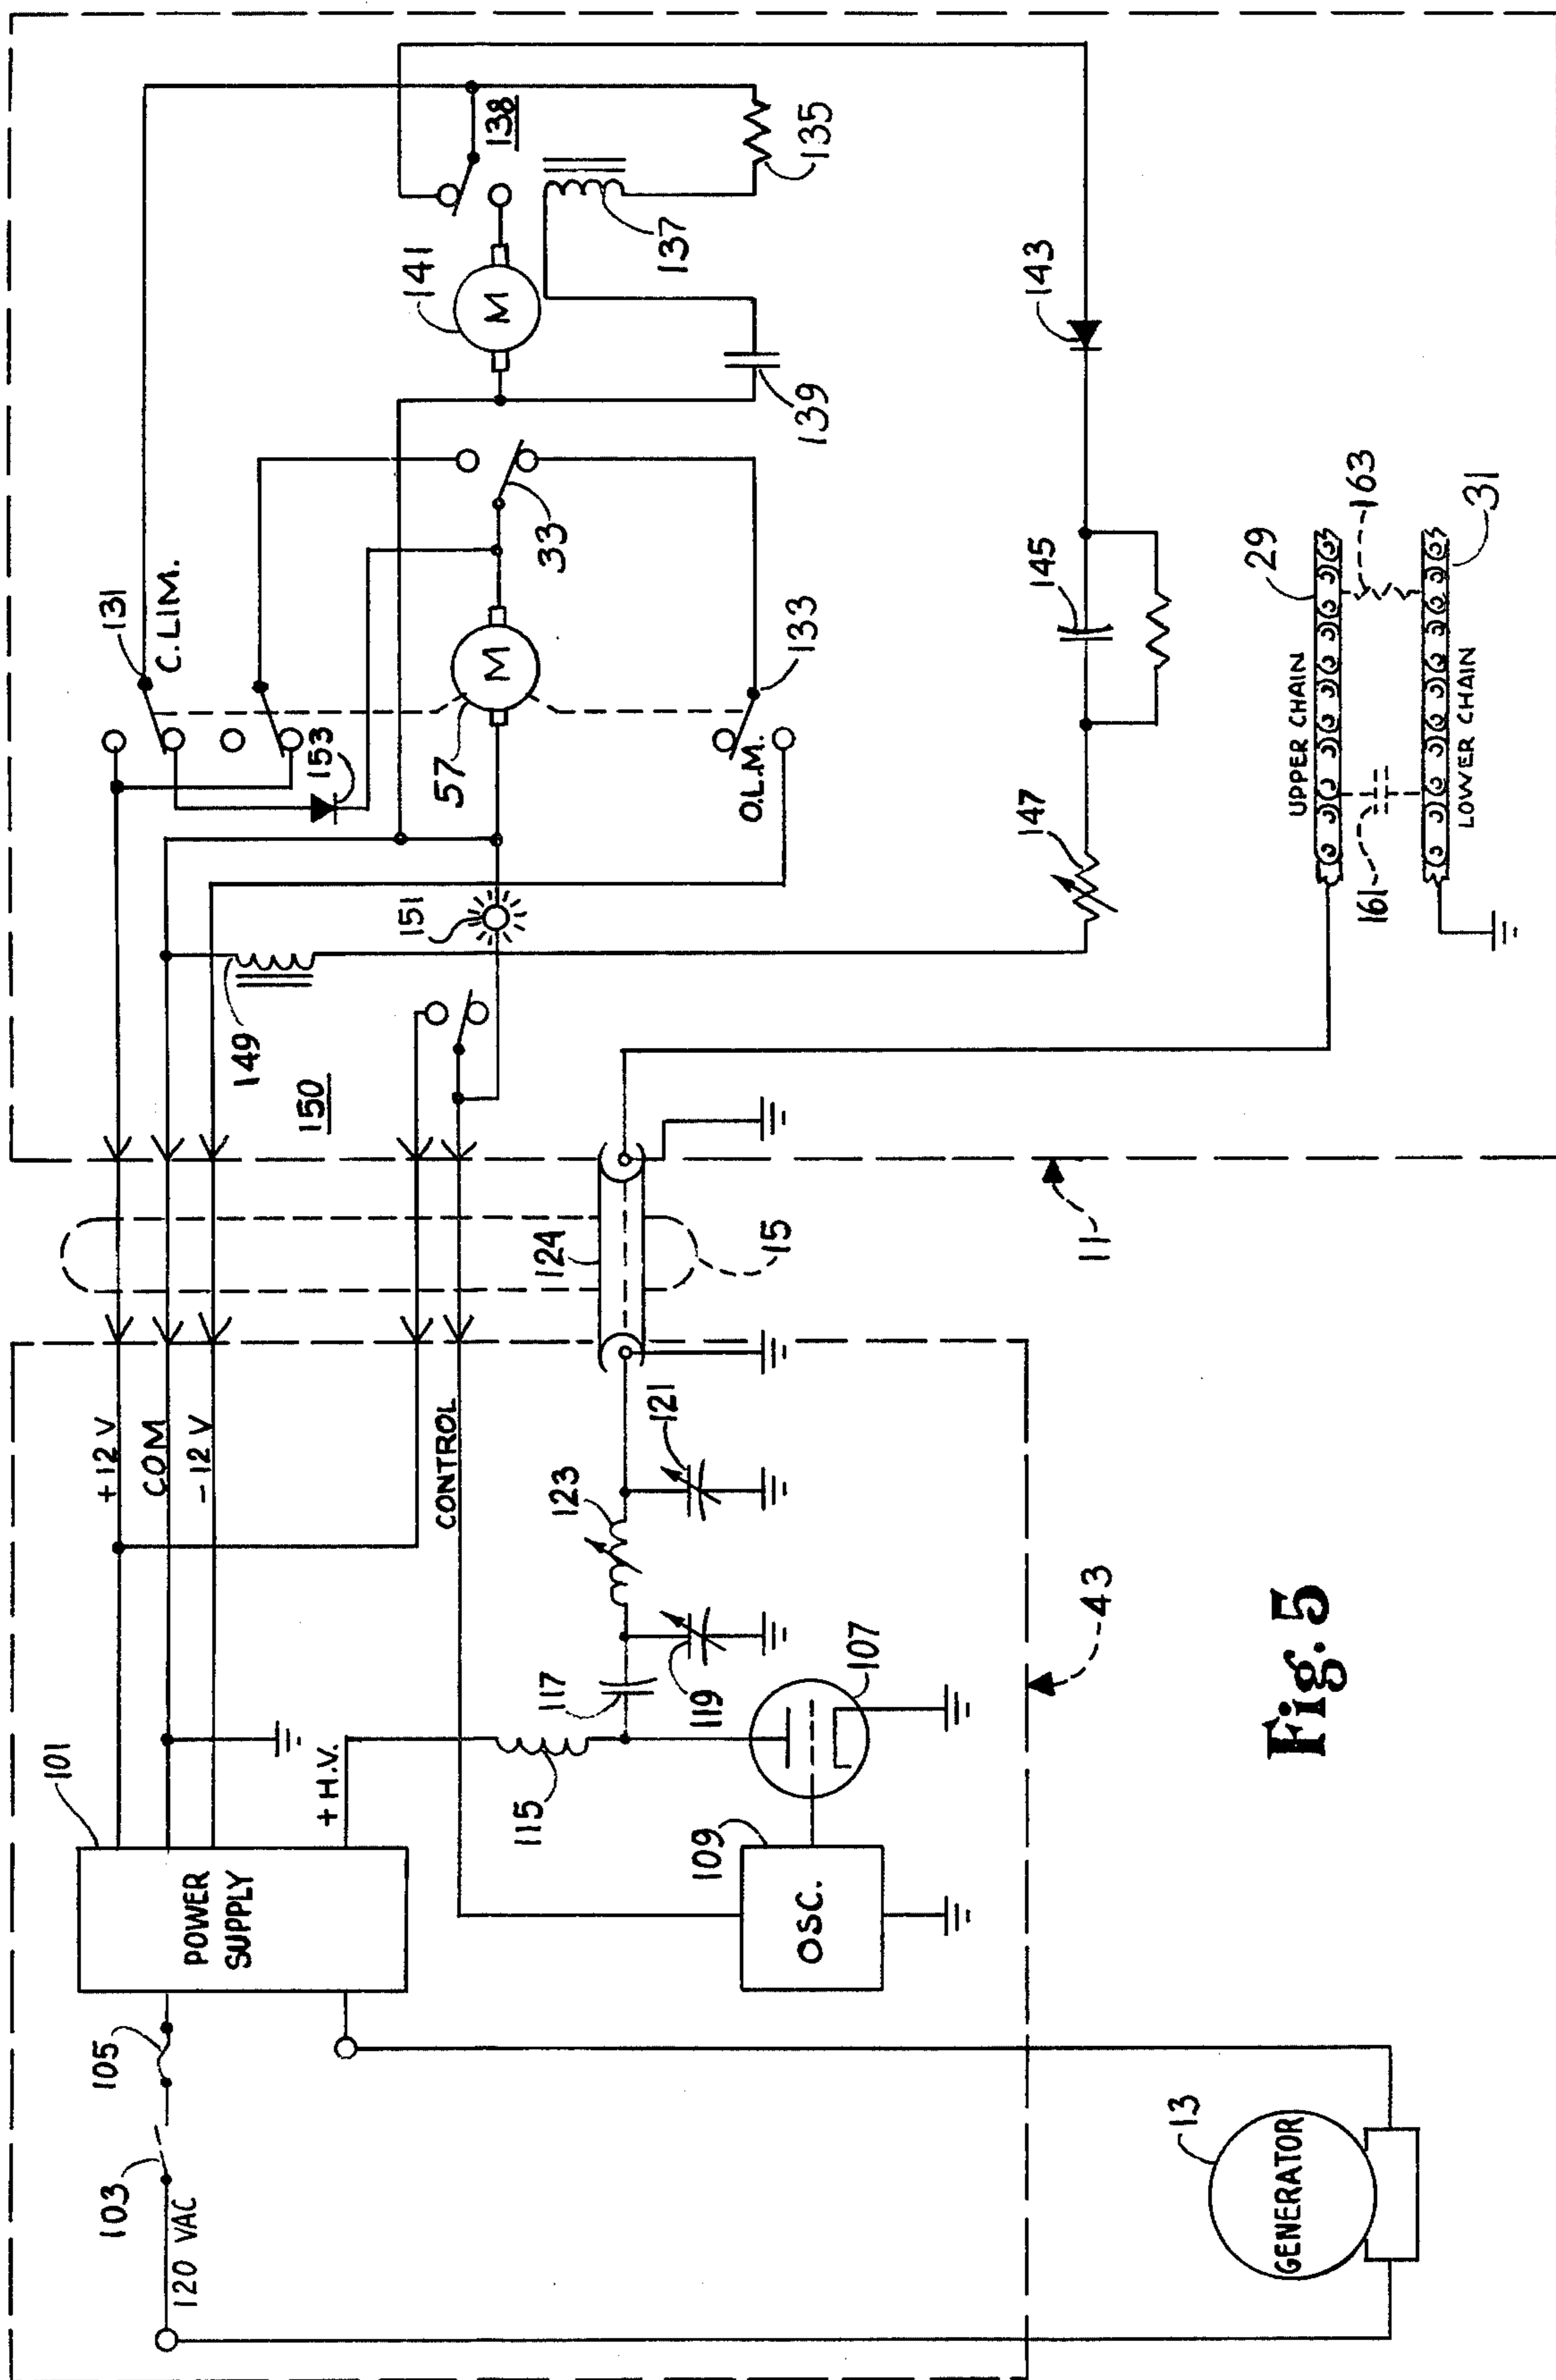 101
POWER
SUPPLY
105
103
120 VAC
+12 V
COM
-12 V
+ H.V.
CONTROL
115
117
119
123
121
107
109
OSC.
13
GENERATOR
43
124
15
11
150
149
151
153
131
C. LIM.
57
33
133
O.L.M.
141
138
137
135
139
143
145
147
UPPER CHAIN
29
161
163
LOWER CHAIN
31
Fig. 5